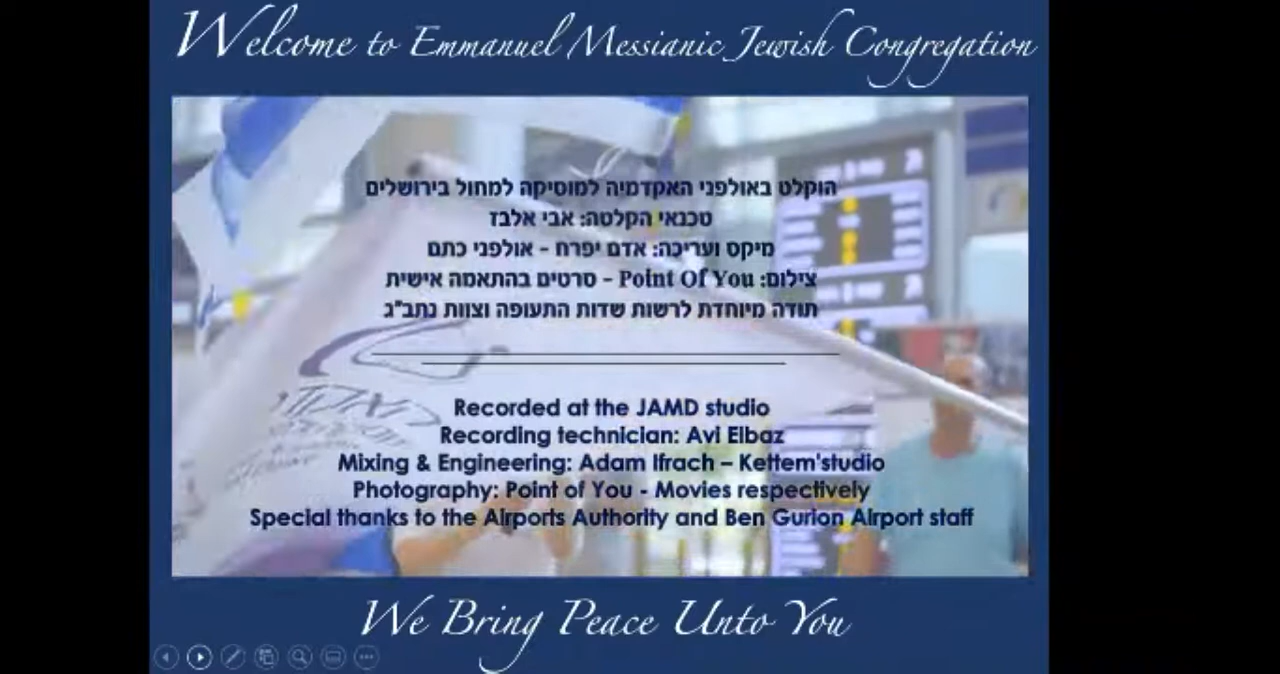 Welcome to Emmanuel Messianic Jewish Congregation
הוקלט באולפני האקדמיה למוסיקה למחול בירושלים
טכנאי הקלטה: אבי אלבז
מיקס ועריכה: אדם יפרח - אולפני כתם
צילום: Point Of You - סרטים בהתאמה אישית
תודה מיוחדת לרשות שדות התעופה וצוות נתב"ג
Recorded at the JAMD studio
Recording technician: Avi Elbaz
Mixing & Engineering: Adam Ifrach – Kettem'studio
Photography: Point of You - Movies respectively
Special thanks to the Airports Authority and Ben Gurion Airport staff
We Bring Peace Unto You